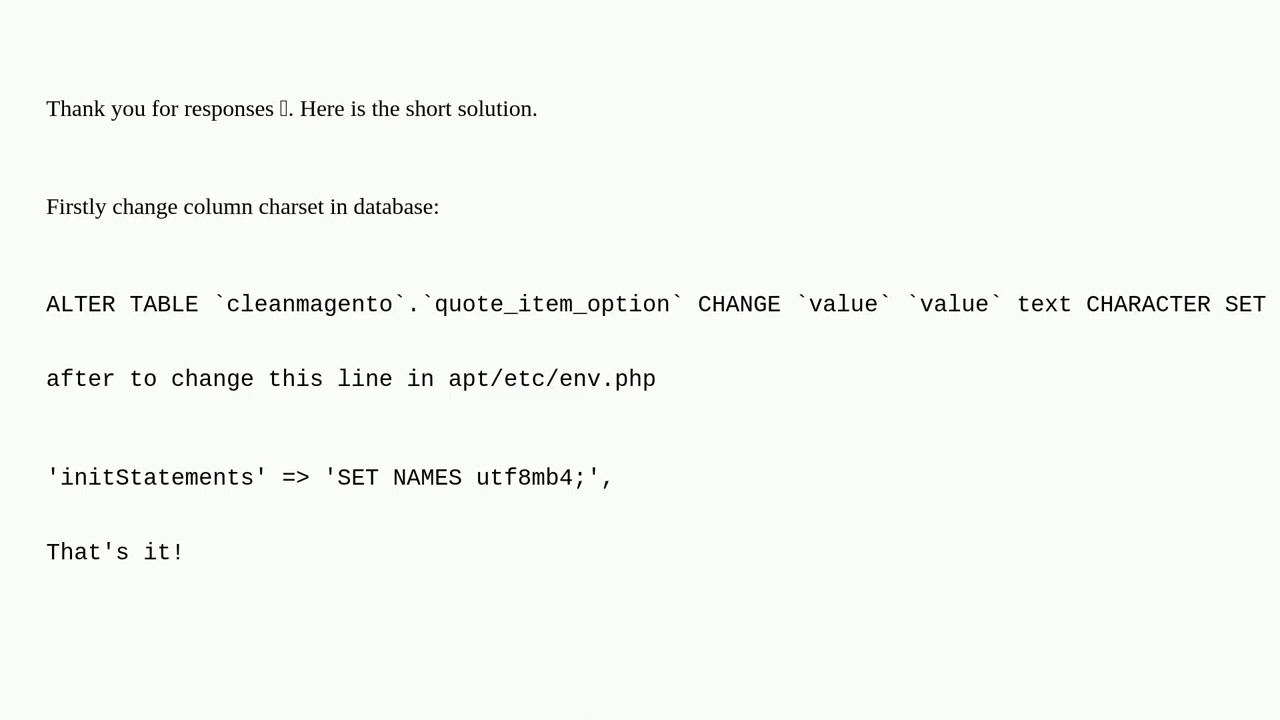 Thank you for responses . Here is the short solution.
Firstly change column charset in database:
ALTER TABLE `cleanmagento`.`quote_item_option` CHANGE `value` `value` text CHARACTER SET
after to change this line in apt/etc/env.php
'initStatements' => 'SET NAMES utf8mb4;',
That's it!